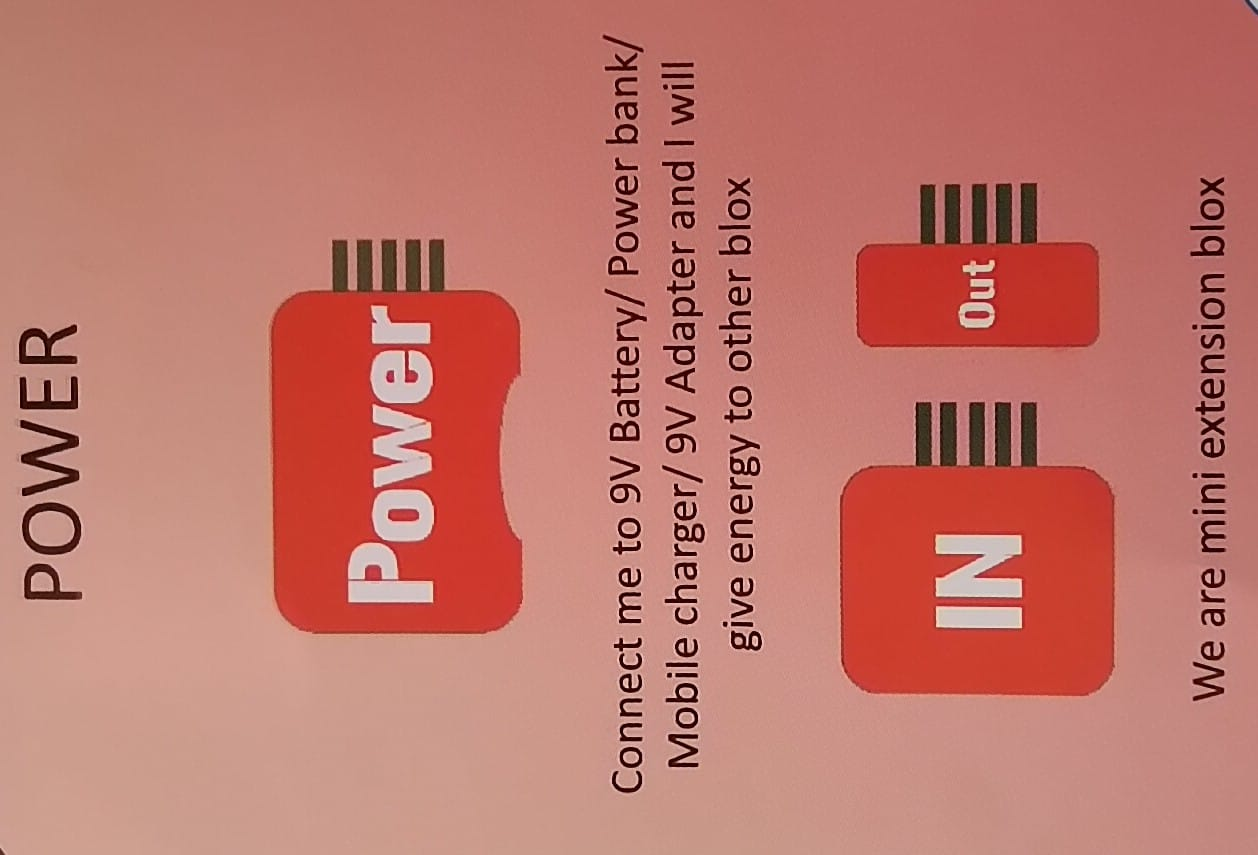 POWER
Power
Connect me to 9V Battery/ Power bank/
Mobile charger/ 9V Adapter and I will
give energy to other blox
IN
Out
We are mini extension blox